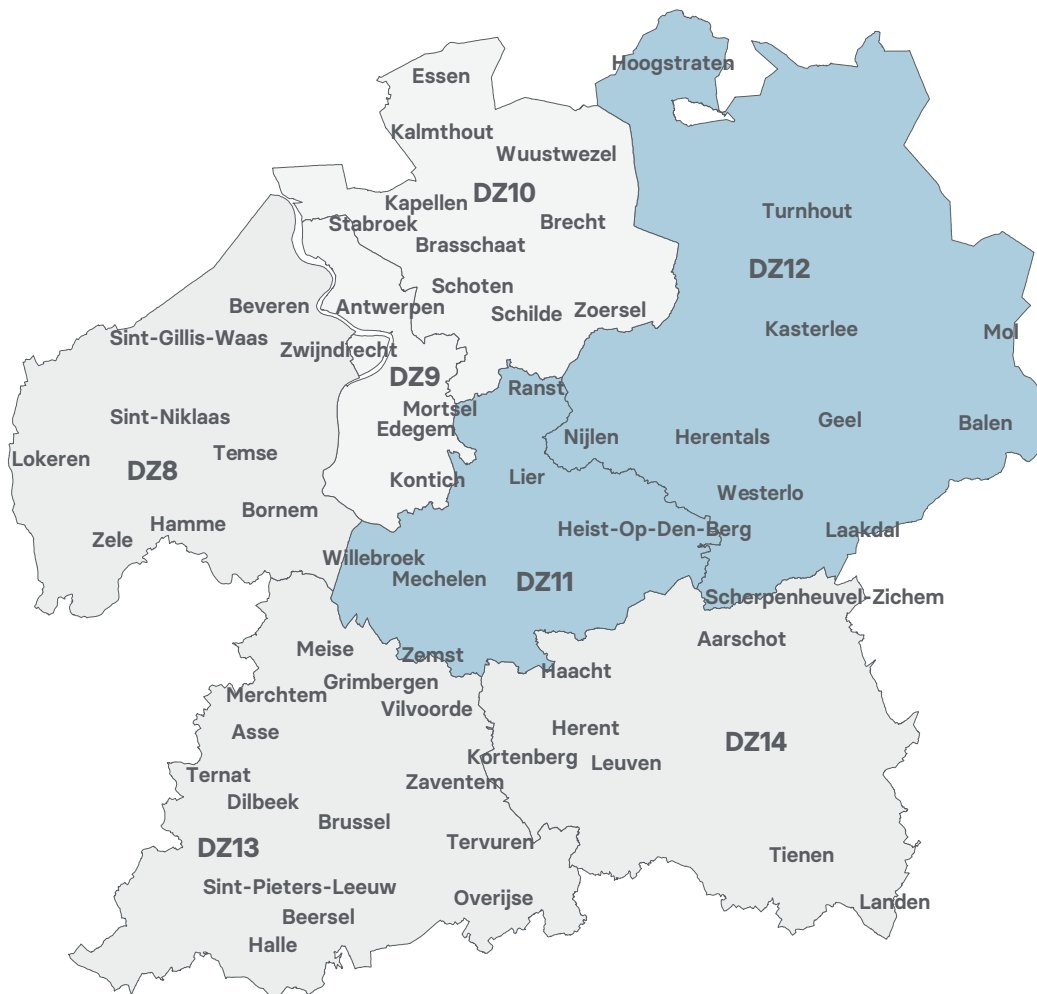 Hoogstraten
Essen
Kalmthout
Wuustwezel
DZ10
Kapellen
Turnhout
Stabroek
Brecht
Brasschaat
DZ12
Schoten
Beveren
Antwerpen
Schilde
Zoersel
Kasterlee
Mol
Sint-Gillis-Waas
Zwijndrecht
DZ9
Ranst
Mortsel
Sint-Niklaas
Edegem
Nijlen
Herentals
Geel
Balen
Temse
Lokeren
DZ8
Kontich
Lier
Westerlo
Bornem
Hamme
Heist-Op-Den-Berg
Laakdal
Zele
Willebroek
Mechelen
DZ11
Scherpenheuvel-Zichem
Aarschot
Meise
Zemst
Haacht
Grimbergen
Merchtem
Vilvoorde
Asse
Herent
DZ14
Kortenberg
Leuven
Ternat
Zaventem
Dilbeek
Brussel
Tervuren
DZ13
Tienen
Sint-Pieters-Leeuw
Overijse
Landen
Beersel
Halle